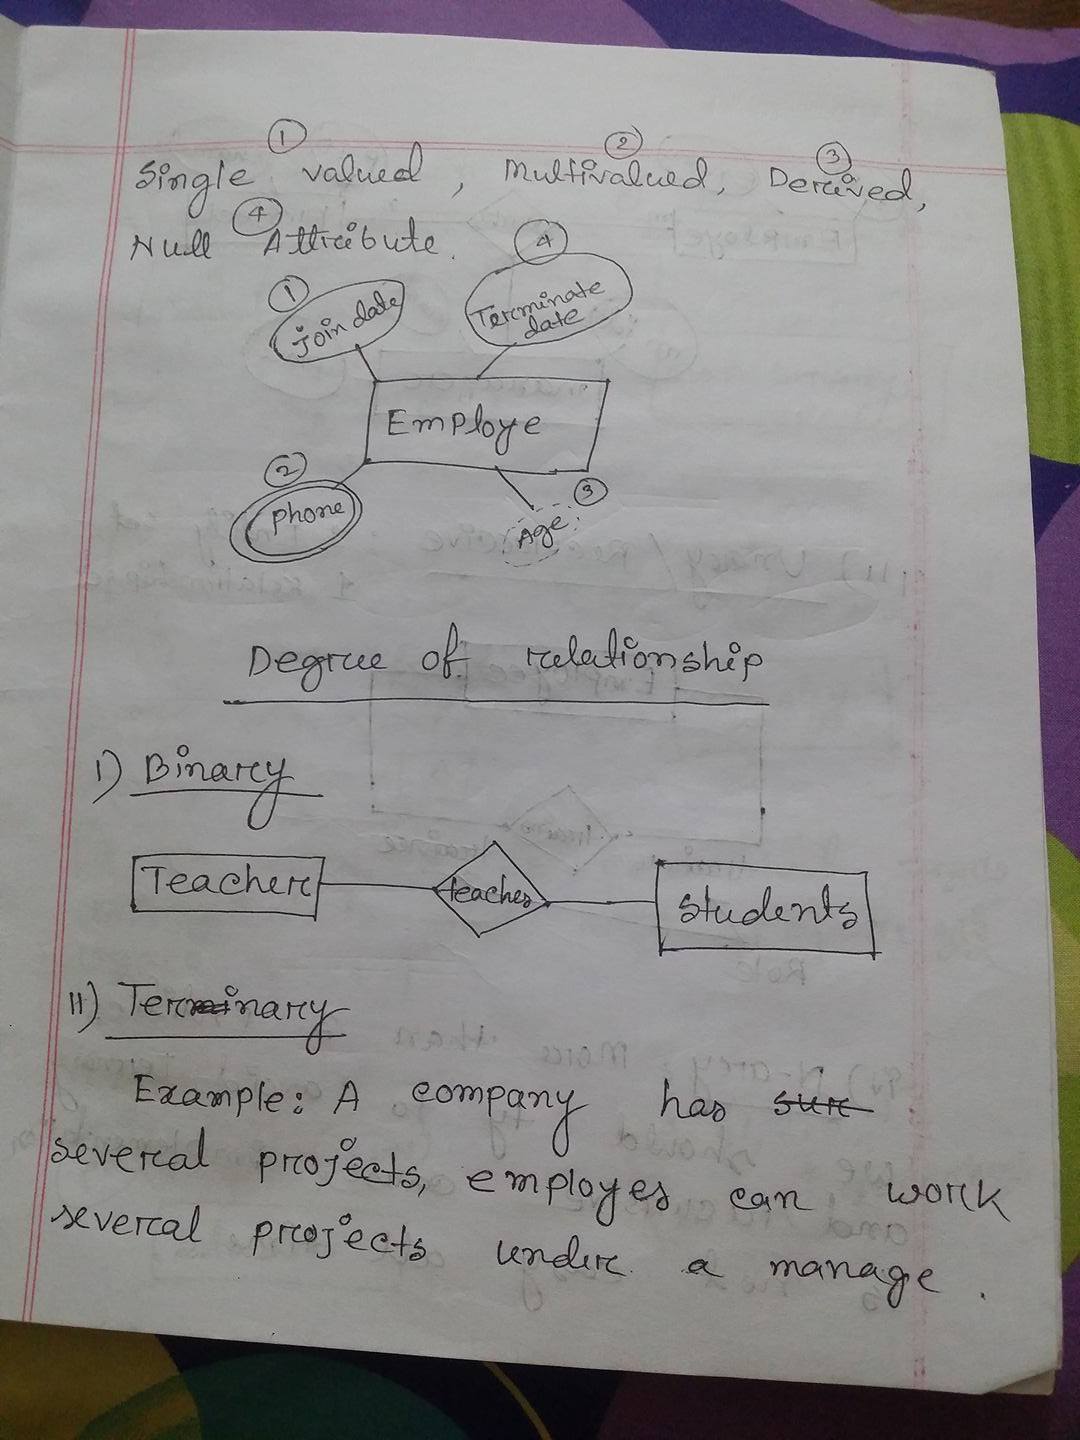 ①
②
③
Single valued, Multivalued, Derived,
④
Null Attribute.
① join date
④ Terminate
date
Employe
② phone
③ Age
Degree of relationship
I) Binary
Teacher teaches Students
II) Ternary
Example: A company has
several projects, employes can work
several projects under a manage.